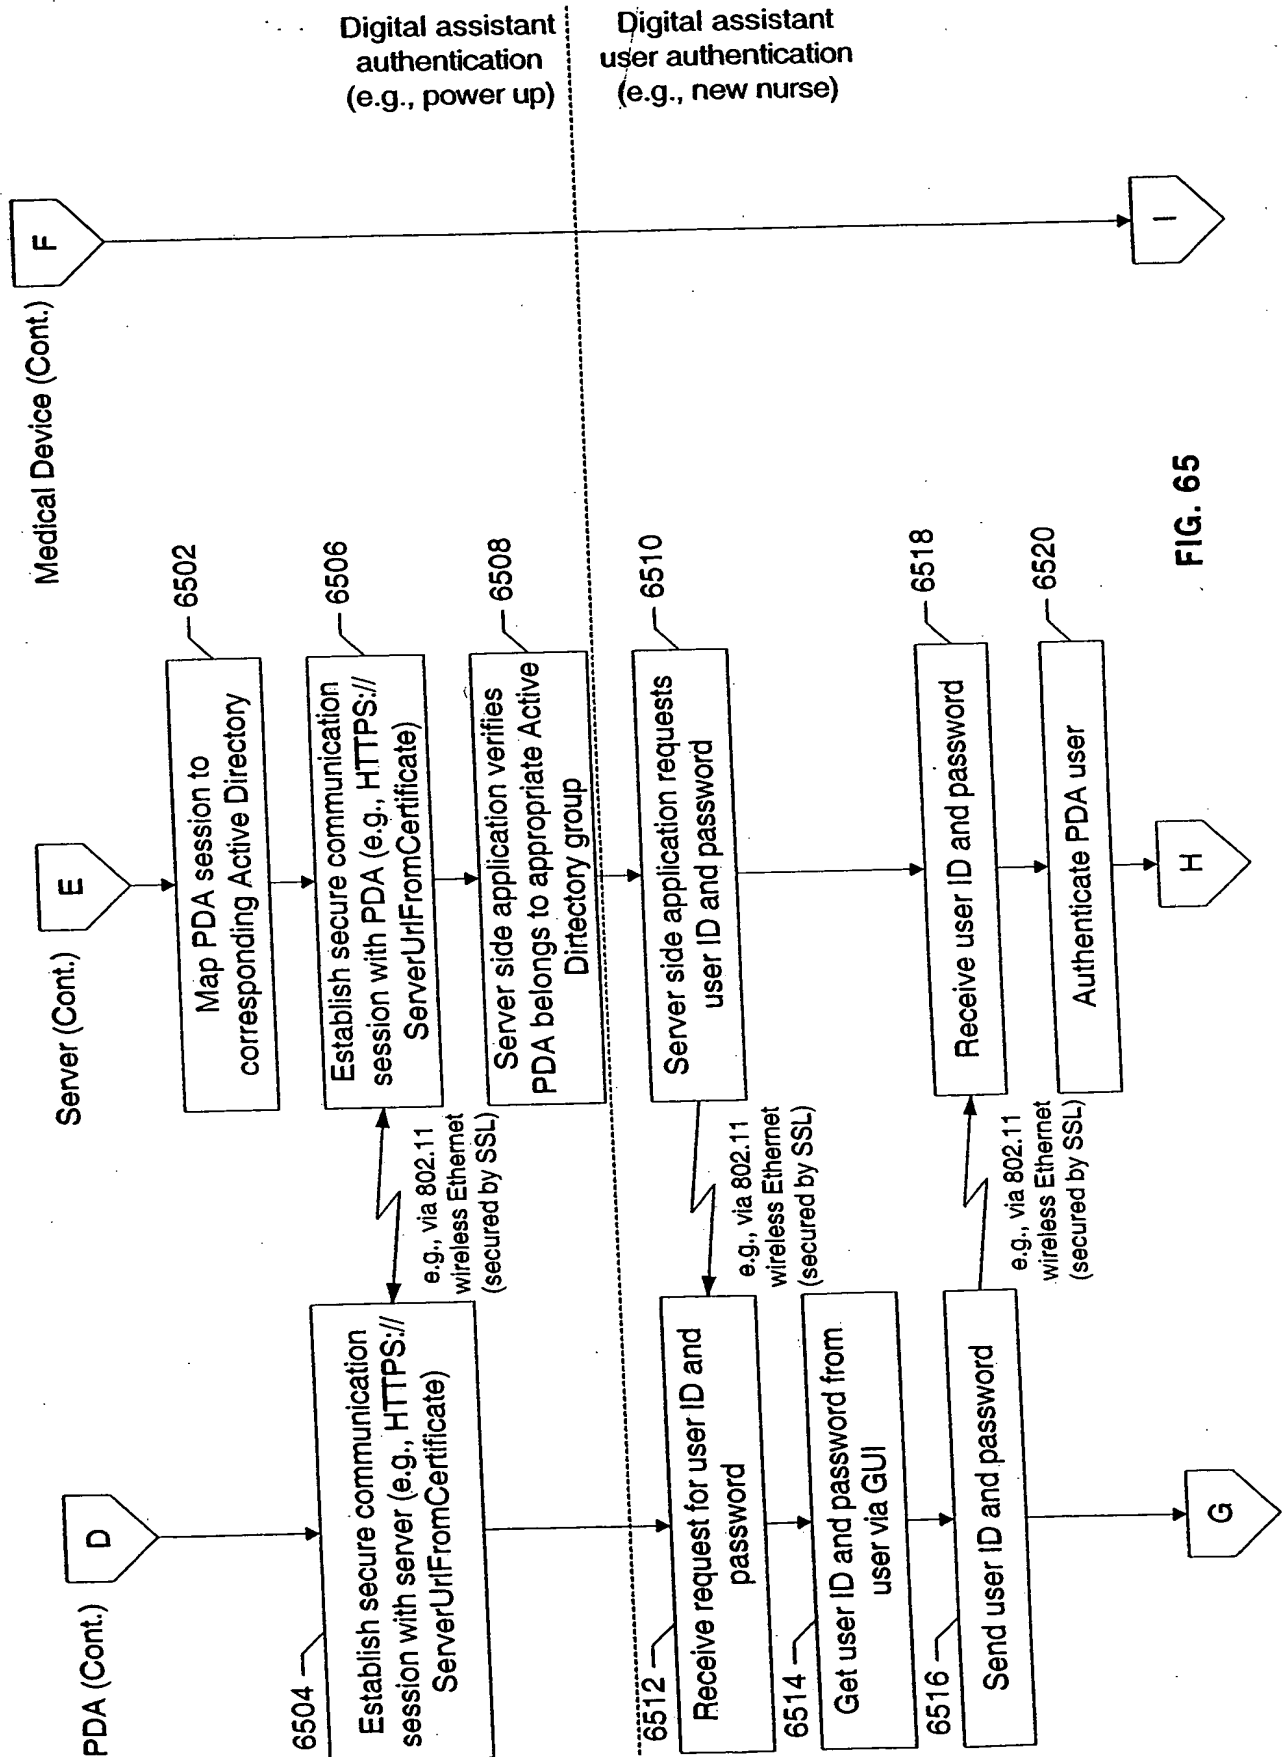 PDA (Cont.)
D
Server (Cont.)
E
Medical Device (Cont.)
F
Digital assistant
authentication
(e.g., power up)
Digital assistant
user authentication
(e.g., new nurse)
6502
Map PDA session to
corresponding Active Directory
6504
Establish secure communication
session with server (e.g., HTTPS://
ServerUrlFromCertificate)
e.g., via 802.11
wireless Ethernet
(secured by SSL)
6506
Establish secure communication
session with PDA (e.g., HTTPS://
ServerUrlFromCertificate)
6508
Server side application verifies
PDA belongs to appropriate Active
Dirtectory group
6510
Server side application requests
user ID and password
e.g., via 802.11
wireless Ethernet
(secured by SSL)
6512
Receive request for user ID and
password
6514
Get user ID and password from
user via GUI
6516
Send user ID and password
e.g., via 802.11
wireless Ethernet
(secured by SSL)
6518
Receive user ID and password
6520
Authenticate PDA user
G
H
I
FIG. 65